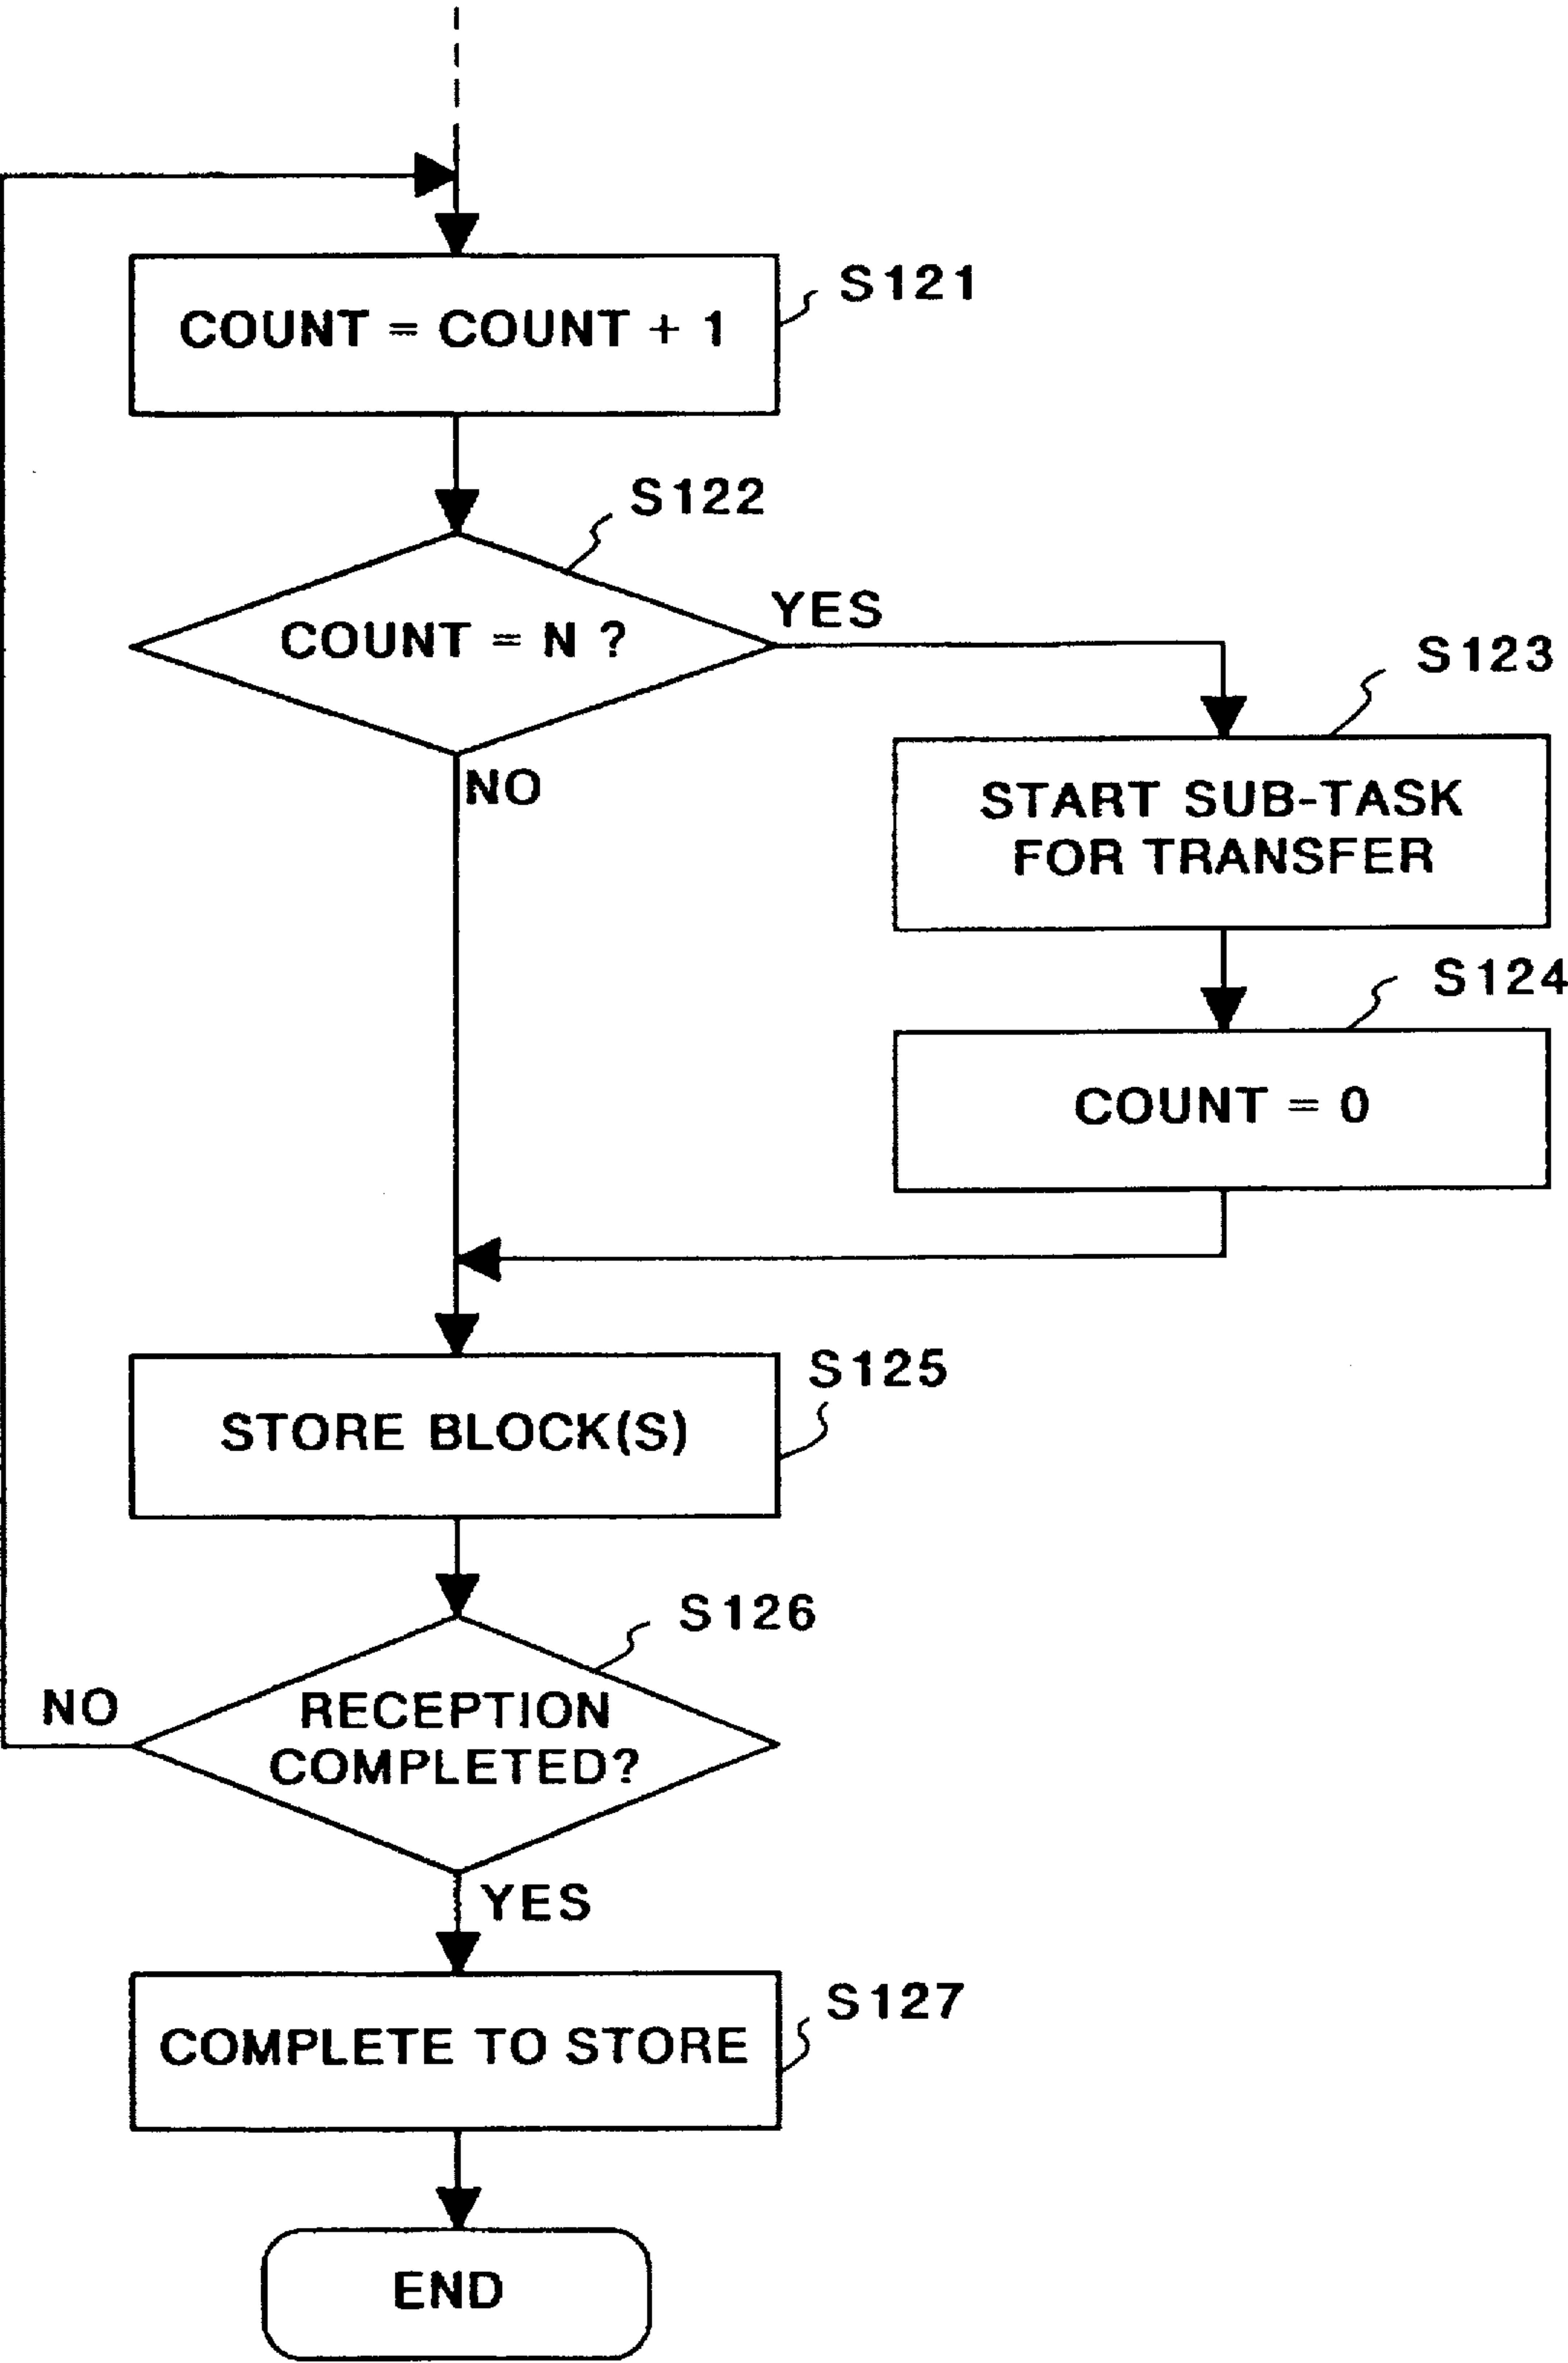 S121
COUNT = COUNT + 1
S122
COUNT = N ?
YES
NO
S123
START SUB-TASK
FOR TRANSFER
S124
COUNT = 0
S125
STORE BLOCK(S)
S126
RECEPTION
COMPLETED?
NO
YES
S127
COMPLETE TO STORE
END